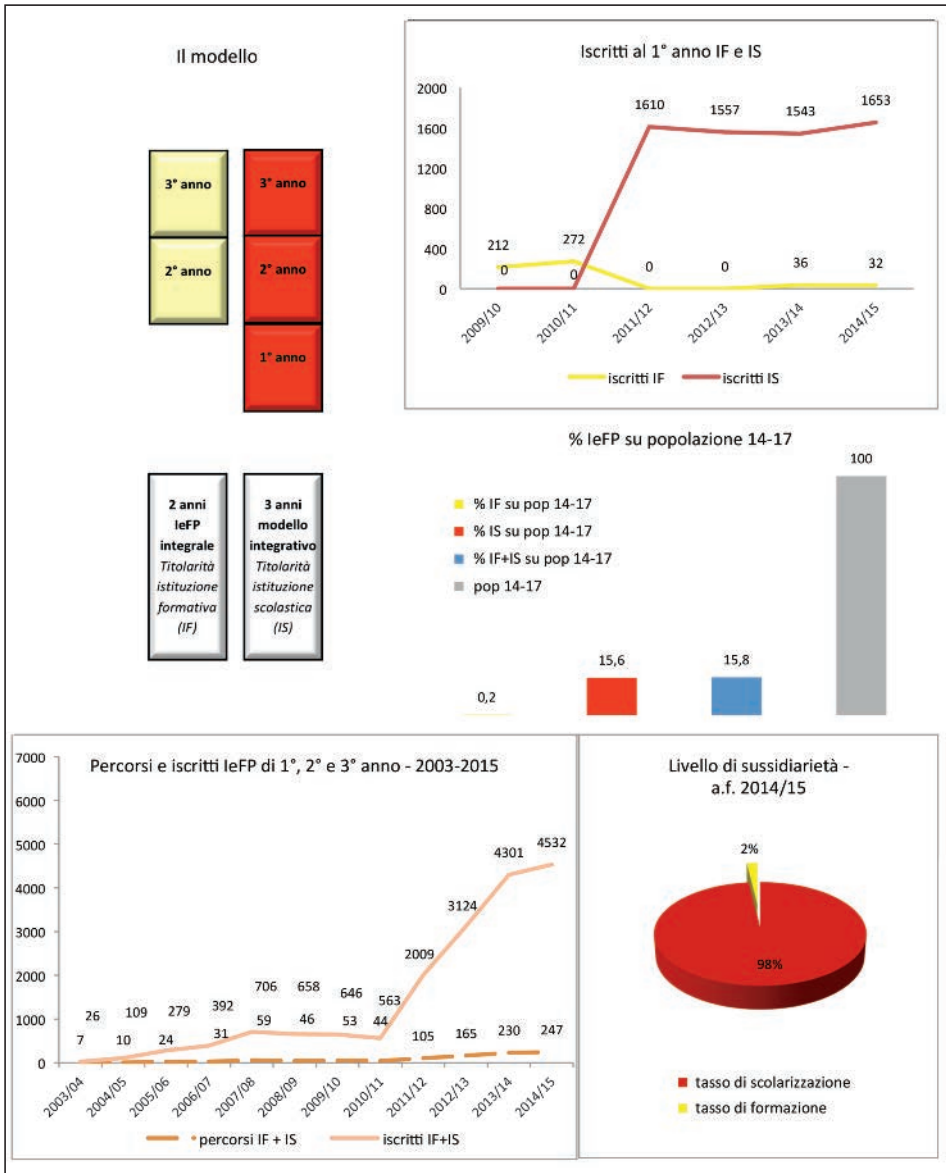 Il modello
3° anno
3° anno
2° anno
2° anno
1° anno
2 anni
IeFP
integrale
Titolarità
istituzione
formativa
(IF)
3 anni
modello
integrativo
Titolarità
istituzione
scolastica
(IS)
Iscritti al 1° anno IF e IS
2000
1600
1200
800
400
0
212
0
272
0
1610
0
1557
0
1543
36
1653
32
2009/10
2010/11
2011/12
2012/13
2013/14
2014/15
iscritti IF
iscritti IS
% IeFP su popolazione 14-17
% IF su pop 14-17
% IS su pop 14-17
% IF+IS su pop 14-17
pop 14-17
0,2
15,6
15,8
100
Percorsi e iscritti IeFP di 1°, 2° e 3° anno - 2003-2015
7000
6000
5000
4000
3000
2000
1000
0
26
109
279
392
706
658
646
563
2009
3124
4301
4532
7
10
24
31
59
46
53
44
105
165
230
247
2003/04
2004/05
2005/06
2006/07
2007/08
2008/09
2009/10
2010/11
2011/12
2012/13
2013/14
2014/15
percorsi IF + IS
iscritti IF+IS
Livello di sussidiarietà -
a.f. 2014/15
2%
98%
tasso di scolarizzazione
tasso di formazione